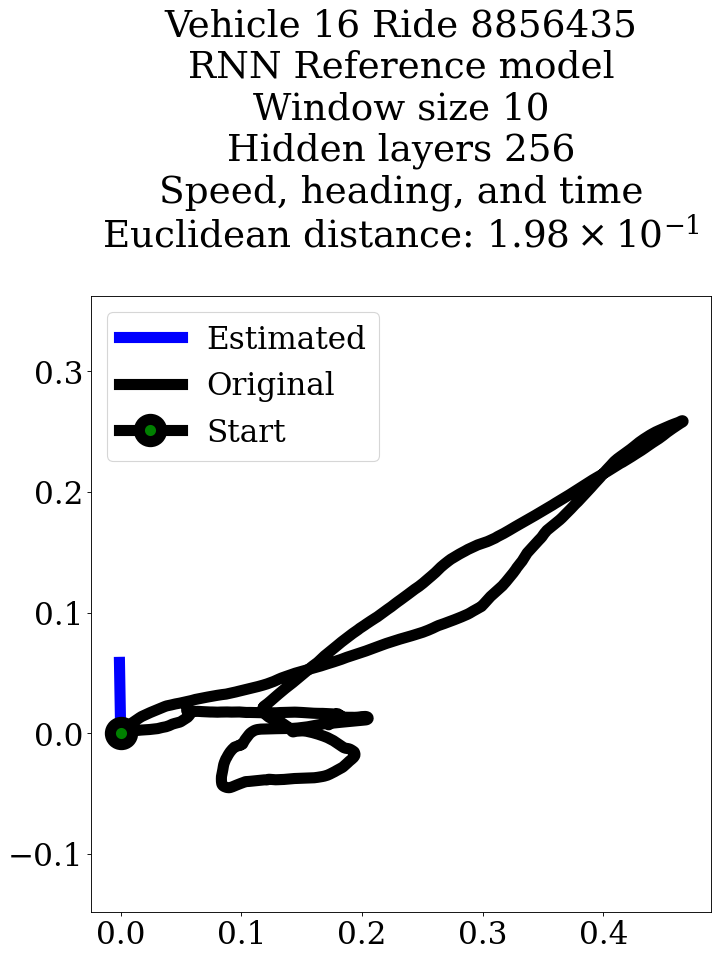 Vehicle 16 Ride 8856435
RNN Reference model
Window size 10
Hidden layers 256
Speed, heading, and time
Euclidean distance: 1.98 × 10⁻¹
Estimated
Original
Start
0.3
0.2
0.1
0.0
−0.1
0.0 0.1 0.2 0.3 0.4